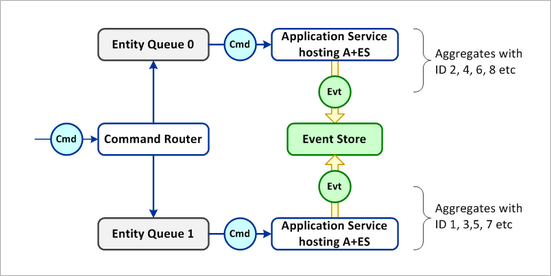 Entity Queue 0
Cmd
Application Service
hosting A+ES
Aggregates with
ID 2, 4, 6, 8 etc
Evt
Cmd
Command Router
Event Store
Evt
Entity Queue 1
Cmd
Application Service
hosting A+ES
Aggregates with
ID 1, 3,5, 7 etc